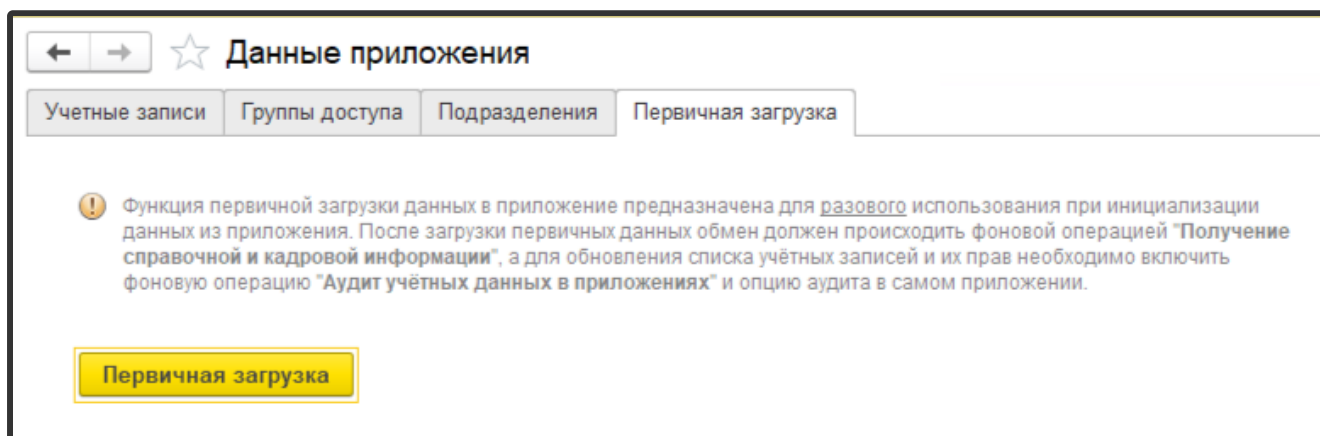 Данные приложения
Учетные записи Группы доступа Подразделения Первичная загрузка
Функция первичной загрузки данных в приложение предназначена для разового использования при инициализации
данных из приложения. После загрузки первичных данных обмен должен происходить фоновой операцией "Получение
справочной и кадровой информации", а для обновления списка учётных записей и их прав необходимо включить
фоновую операцию "Аудит учётных данных в приложениях" и опцию аудита в самом приложении.
Первичная загрузка